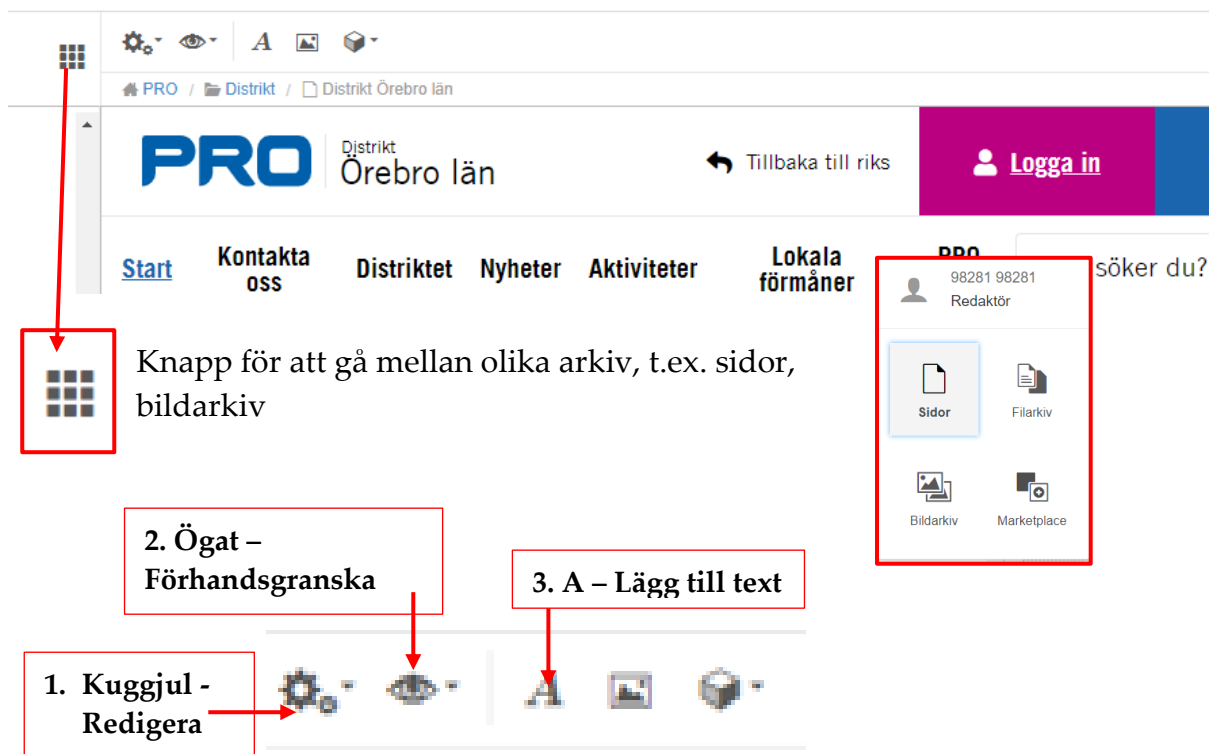 A
PRO / Distrikt / Distrikt Örebro län
PRO
Distrikt
Örebro län
Tillbaka till riks
Logga in
Start
Kontakta
oss
Distriktet
Nyheter
Aktiviteter
Lokala
förmåner
PRO
söker du?
98281 98281
Redaktör
Sidor
Filarkiv
Bildarkiv
Marketplace
Knapp för att gå mellan olika arkiv, t.ex. sidor,
bildarkiv
2. Ögat –
Förhandsgranska
3. A – Lägg till text
1. Kuggjul -
Redigera
A